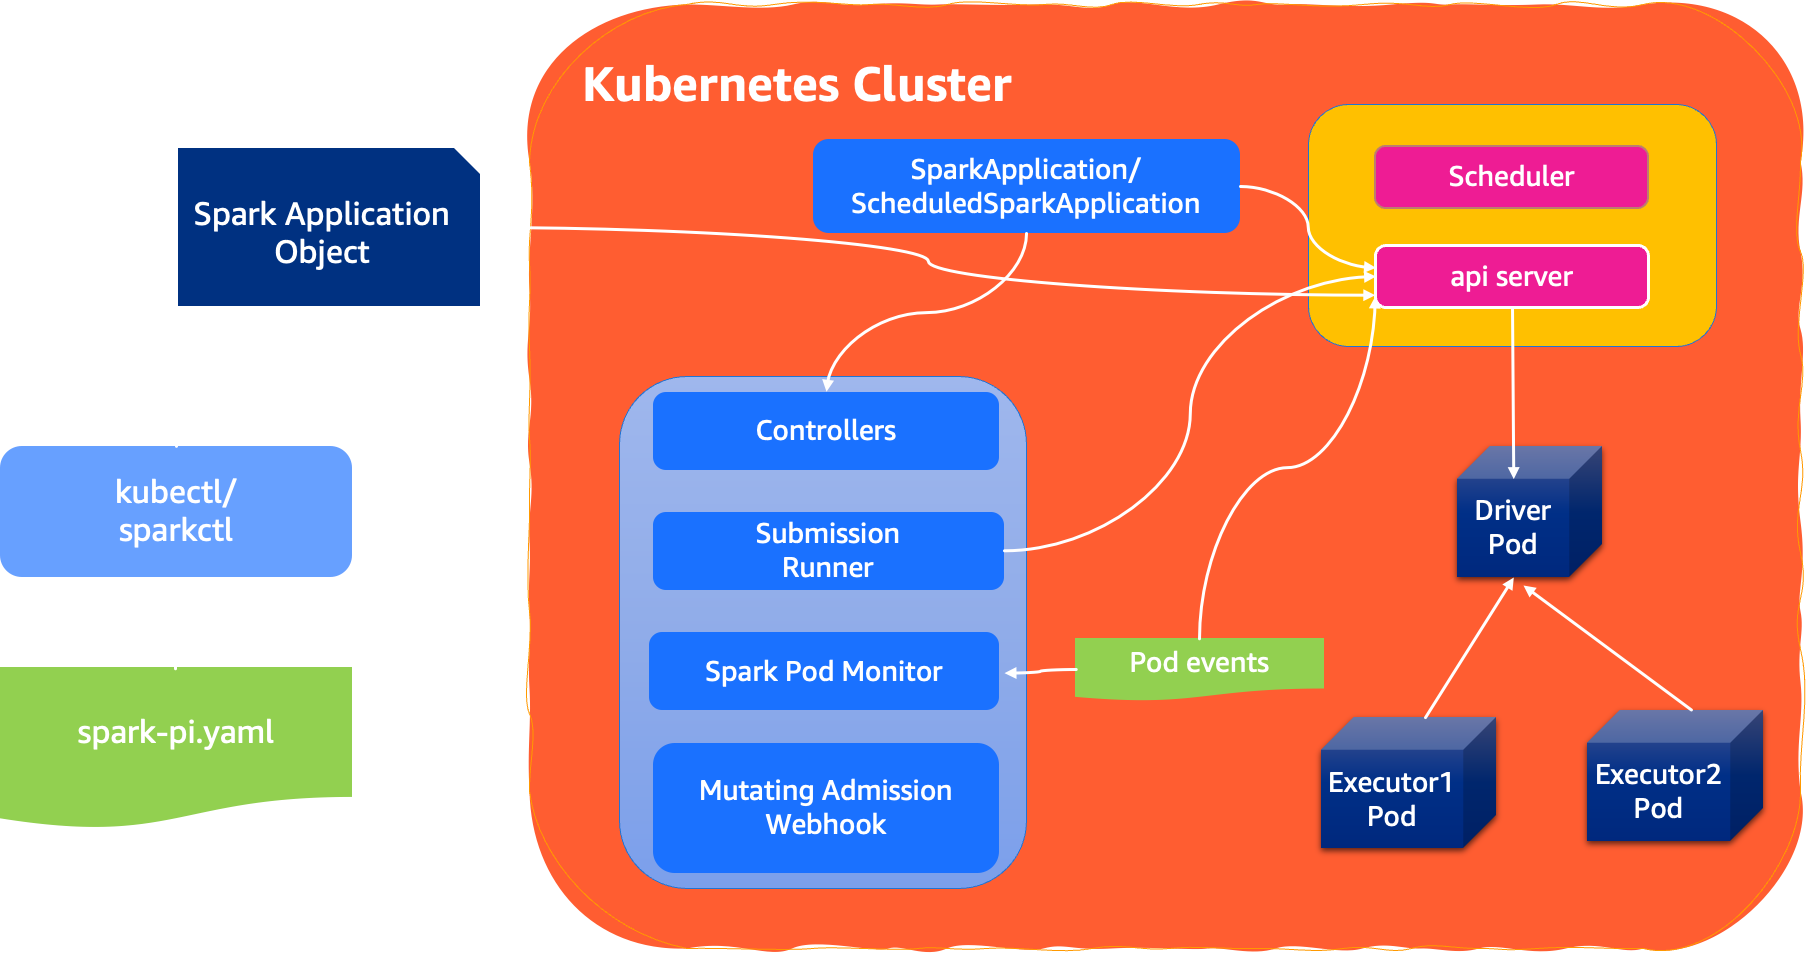 Kubernetes Cluster
Spark Application
Object
SparkApplication/
ScheduledSparkApplication
Scheduler
api server
Controllers
kubectl/
sparkctl
Submission
Runner
Driver
Pod
Spark Pod Monitor
Pod events
spark-pi.yaml
Mutating Admission
Webhook
Executor1
Pod
Executor2
Pod